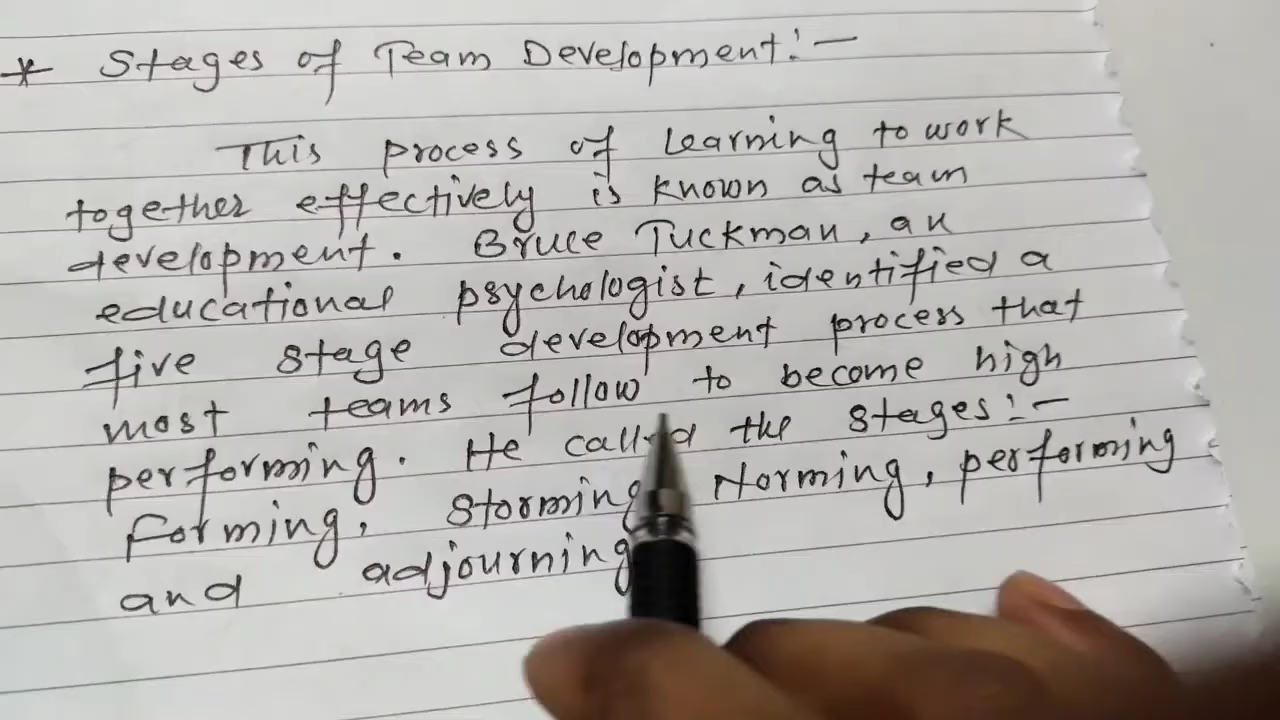 * Stages of Team Development:-
This process of Learning to work
together effectively is known as team
development. Bruce Tuckman, an
educational psychologist, identified a
five stage development process that
most teams follow to become high
performing. He called the stages:-
Forming, Storming Norming, performing
and adjourning